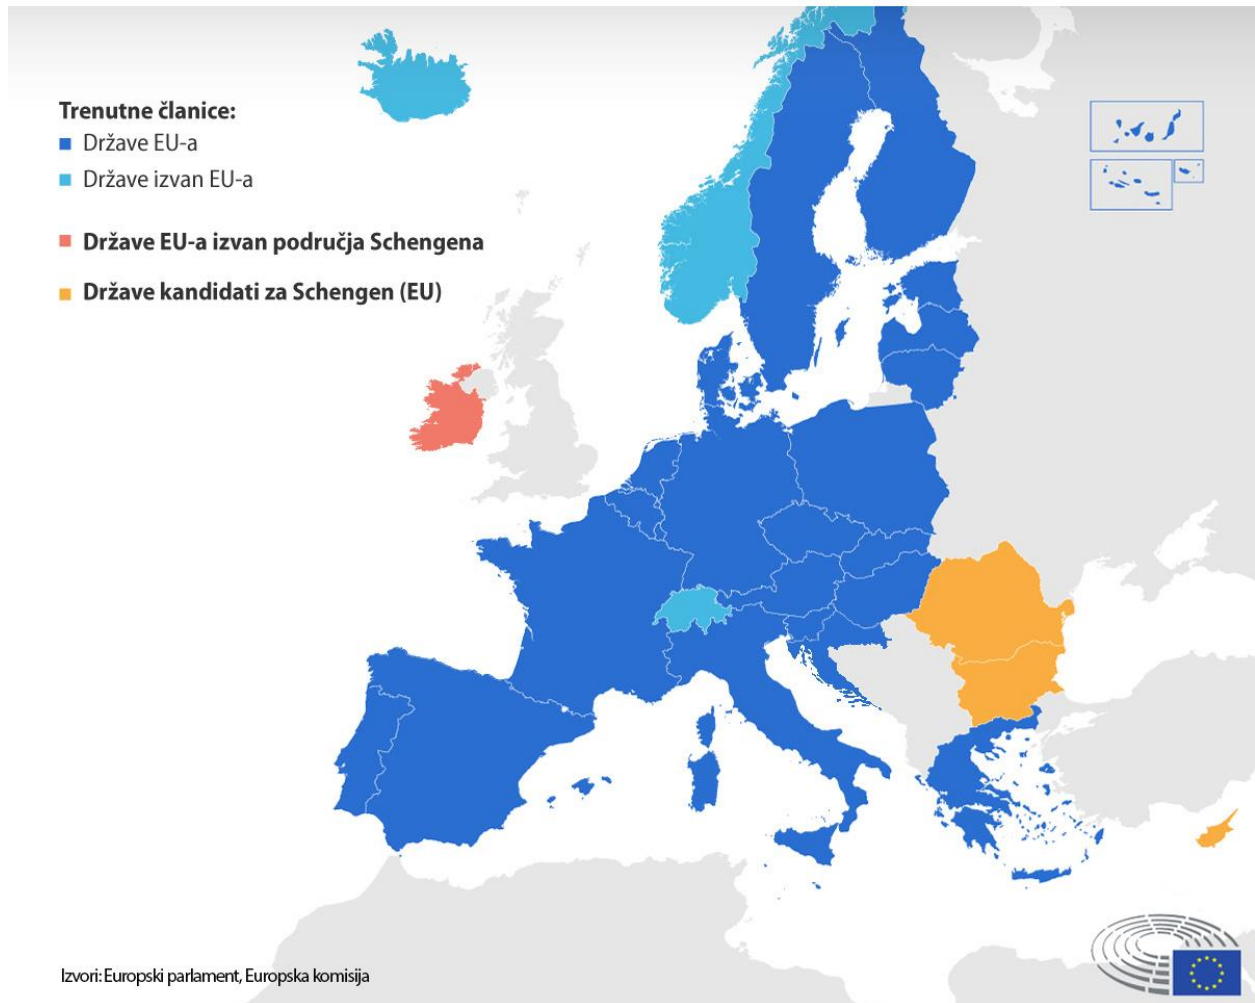 Trenutne članice:
Države EU-a
Države izvan EU-a
Države EU-a izvan područja Schengena
Države kandidati za Schengen (EU)
Izvori: Europski parlament, Europska komisija